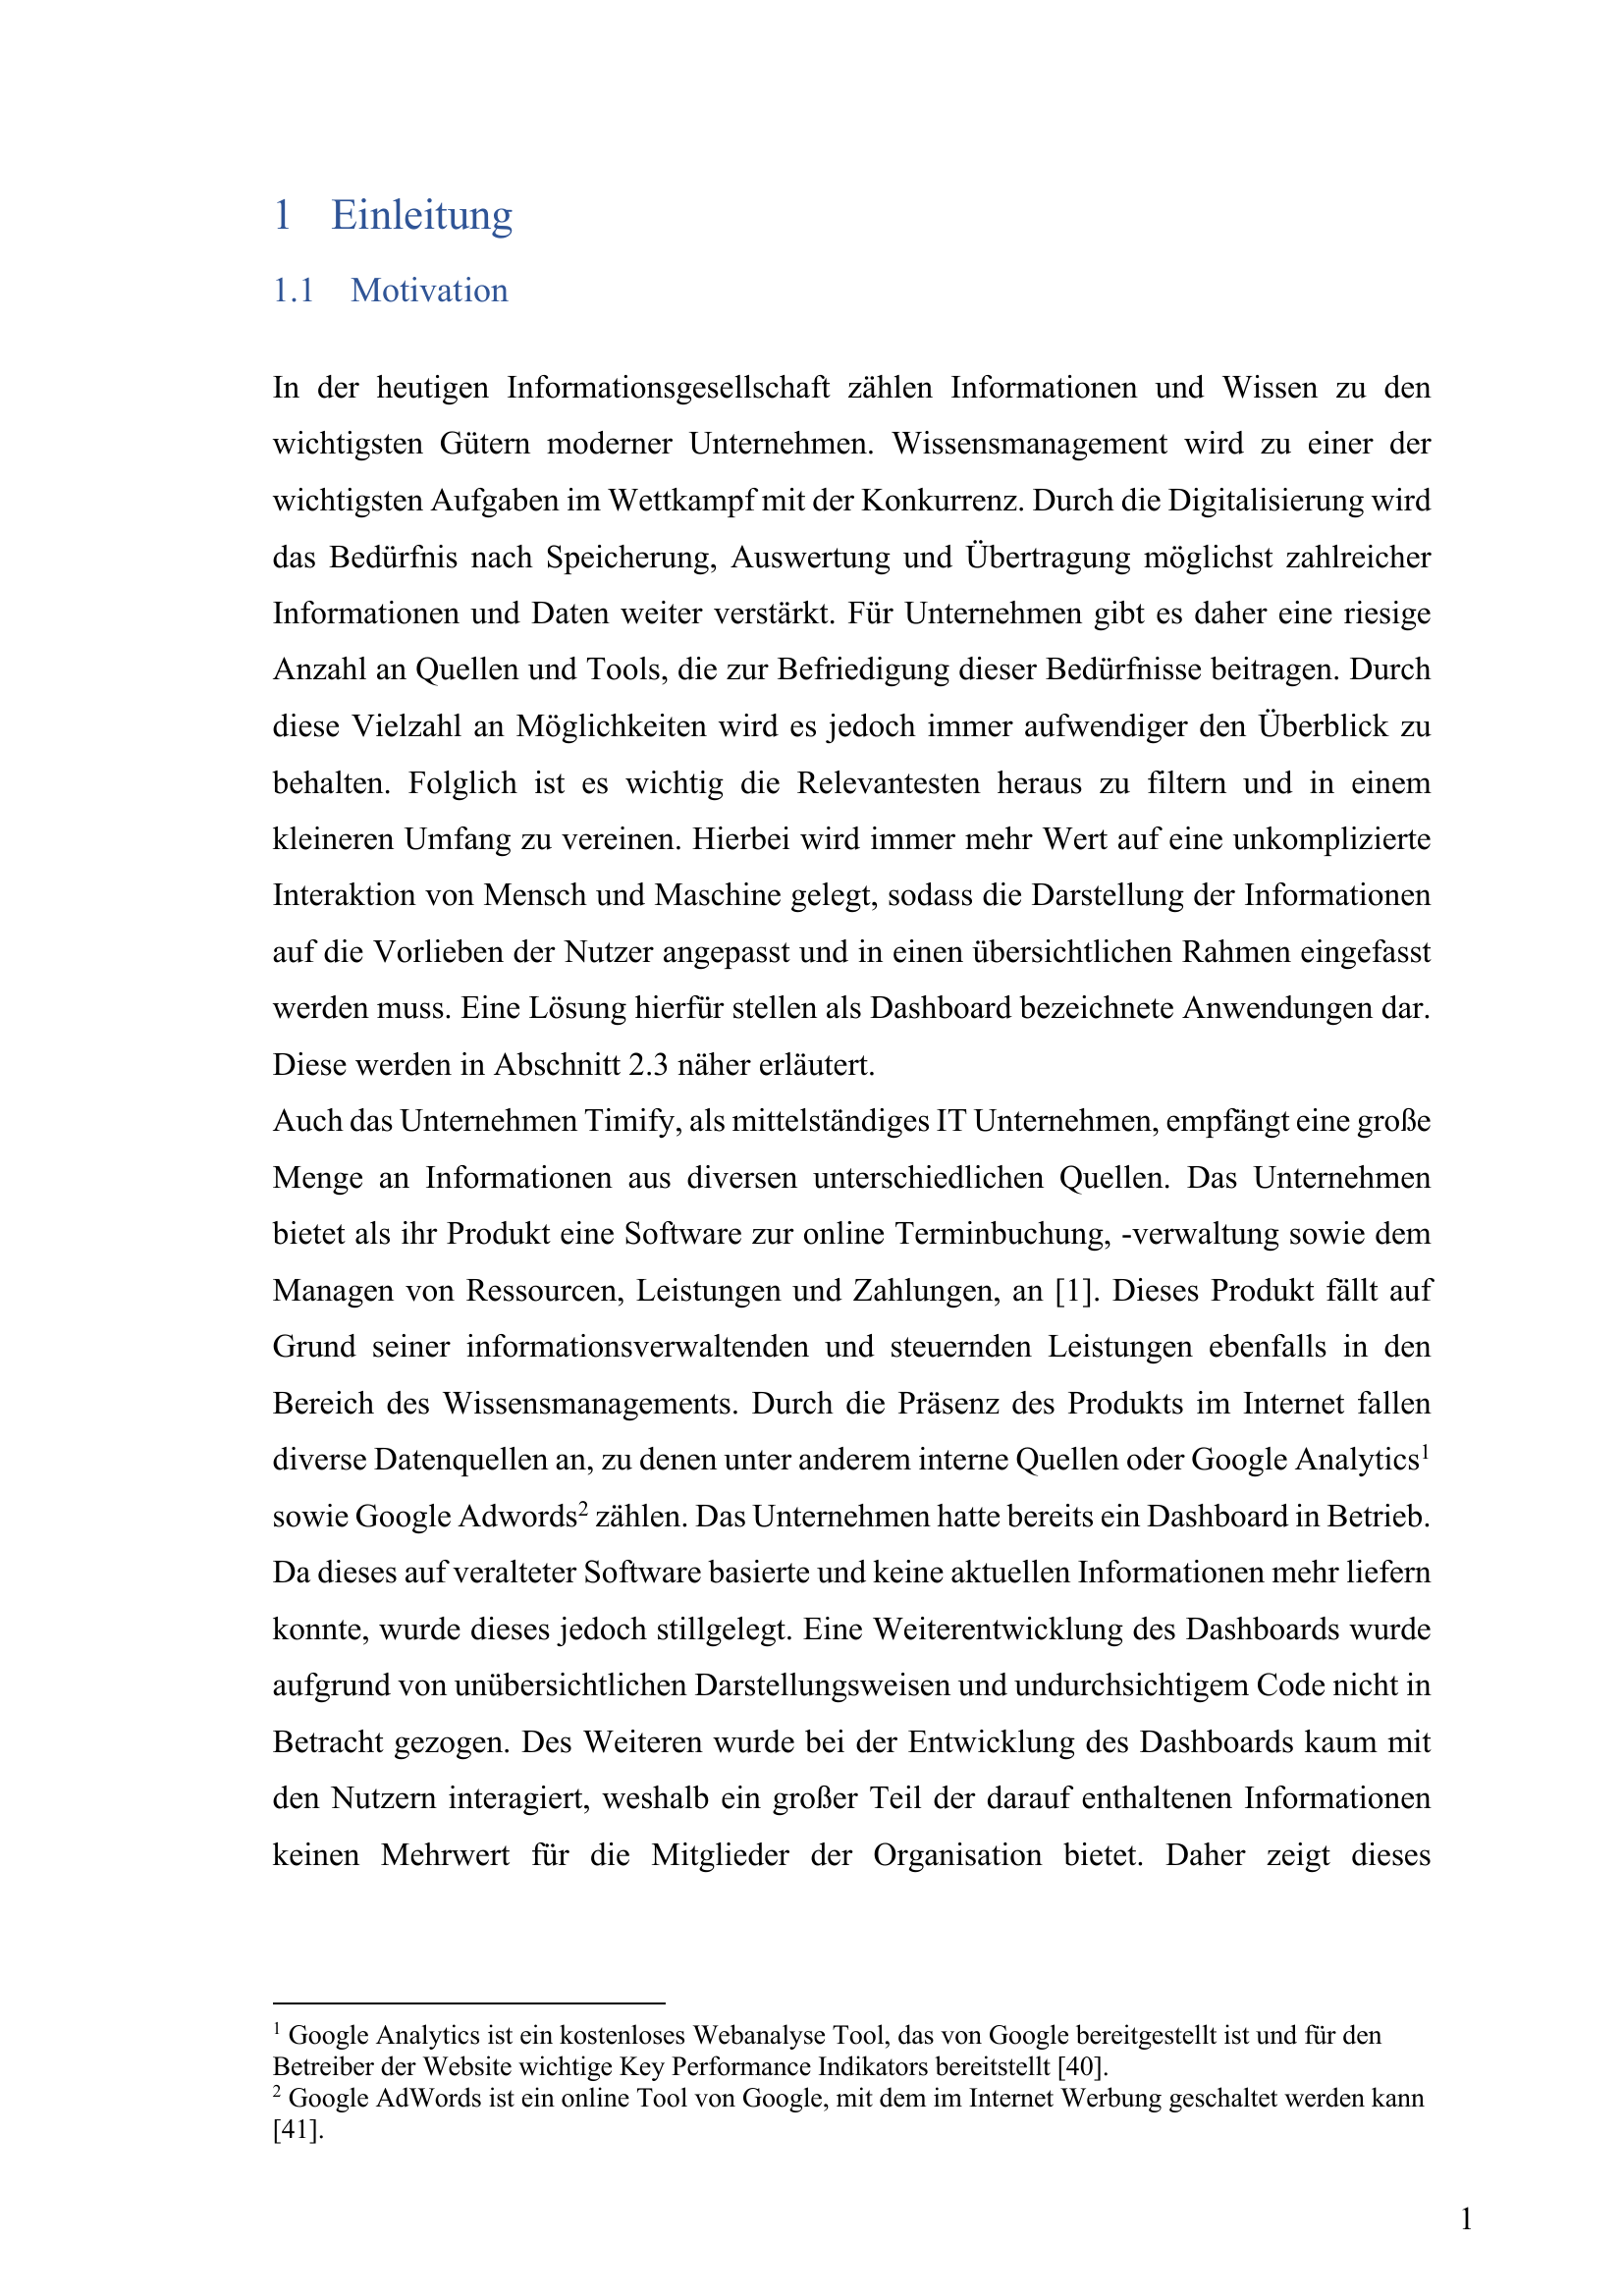 1 Einleitung
1.1 Motivation
In der heutigen Informationsgesellschaft zählen Informationen und Wissen zu den
wichtigsten Gütern moderner Unternehmen. Wissensmanagement wird zu einer der
wichtigsten Aufgaben im Wettkampf mit der Konkurrenz. Durch die Digitalisierung wird
das Bedürfnis nach Speicherung, Auswertung und Übertragung möglichst zahlreicher
Informationen und Daten weiter verstärkt. Für Unternehmen gibt es daher eine riesige
Anzahl an Quellen und Tools, die zur Befriedigung dieser Bedürfnisse beitragen. Durch
diese Vielzahl an Möglichkeiten wird es jedoch immer aufwendiger den Überblick zu
behalten. Folglich ist es wichtig die Relevantesten heraus zu filtern und in einem
kleineren Umfang zu vereinen. Hierbei wird immer mehr Wert auf eine unkomplizierte
Interaktion von Mensch und Maschine gelegt, sodass die Darstellung der Informationen
auf die Vorlieben der Nutzer angepasst und in einen übersichtlichen Rahmen eingefasst
werden muss. Eine Lösung hierfür stellen als Dashboard bezeichnete Anwendungen dar.
Diese werden in Abschnitt 2.3 näher erläutert.
Auch das Unternehmen Timify, als mittelständiges IT Unternehmen, empfängt eine große
Menge an Informationen aus diversen unterschiedlichen Quellen. Das Unternehmen
bietet als ihr Produkt eine Software zur online Terminbuchung, -verwaltung sowie dem
Managen von Ressourcen, Leistungen und Zahlungen, an [1]. Dieses Produkt fällt auf
Grund seiner informationsverwaltenden und steuernden Leistungen ebenfalls in den
Bereich des Wissensmanagements. Durch die Präsenz des Produkts im Internet fallen
diverse Datenquellen an, zu denen unter anderem interne Quellen oder Google Analytics¹
sowie Google Adwords² zählen. Das Unternehmen hatte bereits ein Dashboard in Betrieb.
Da dieses auf veralteter Software basierte und keine aktuellen Informationen mehr liefern
konnte, wurde dieses jedoch stillgelegt. Eine Weiterentwicklung des Dashboards wurde
aufgrund von unübersichtlichen Darstellungsweisen und undurchsichtigem Code nicht in
Betracht gezogen. Des Weiteren wurde bei der Entwicklung des Dashboards kaum mit
den Nutzern interagiert, weshalb ein großer Teil der darauf enthaltenen Informationen
keinen Mehrwert für die Mitglieder der Organisation bietet. Daher zeigt dieses
¹ Google Analytics ist ein kostenloses Webanalyse Tool, das von Google bereitgestellt ist und für den
Betreiber der Website wichtige Key Performance Indikators bereitstellt [40].
² Google AdWords ist ein online Tool von Google, mit dem im Internet Werbung geschaltet werden kann
[41].
1